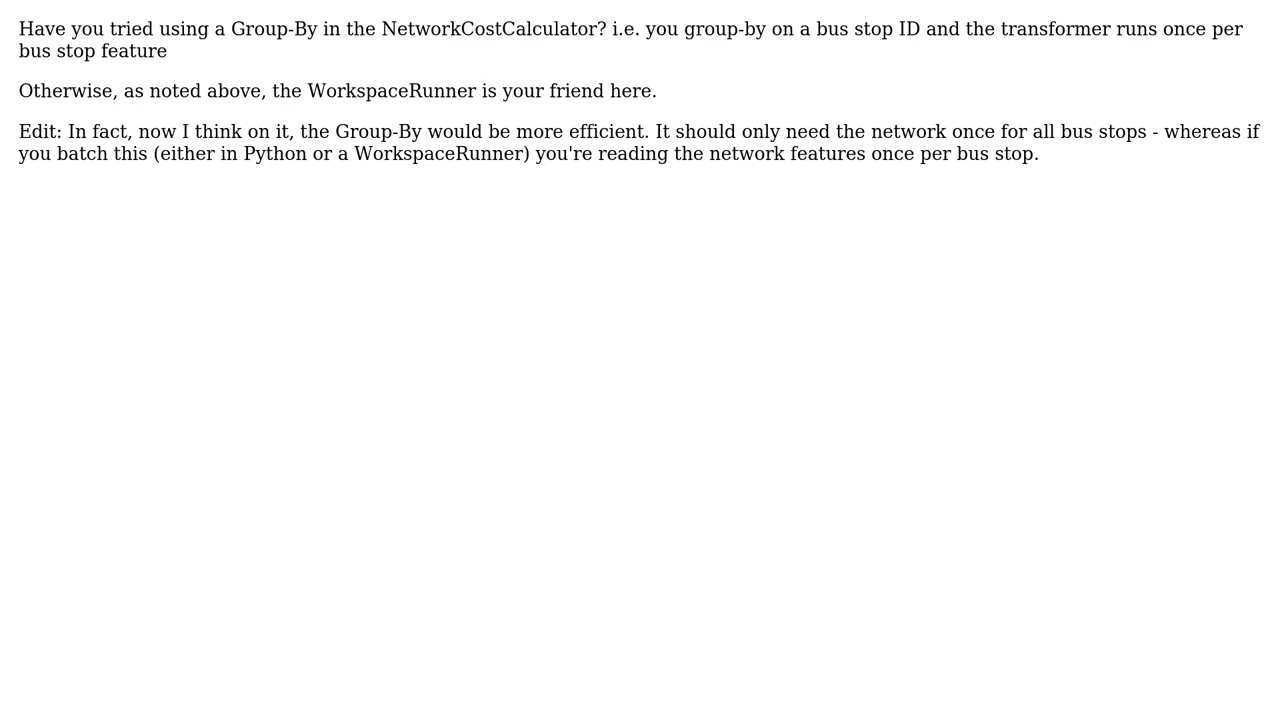 Have you tried using a Group-By in the NetworkCostCalculator? i.e. you group-by on a bus stop ID and the transformer runs once per
bus stop feature
Otherwise, as noted above, the WorkspaceRunner is your friend here.
Edit: In fact, now I think on it, the Group-By would be more efficient. It should only need the network once for all bus stops - whereas if
you batch this (either in Python or a WorkspaceRunner) you're reading the network features once per bus stop.